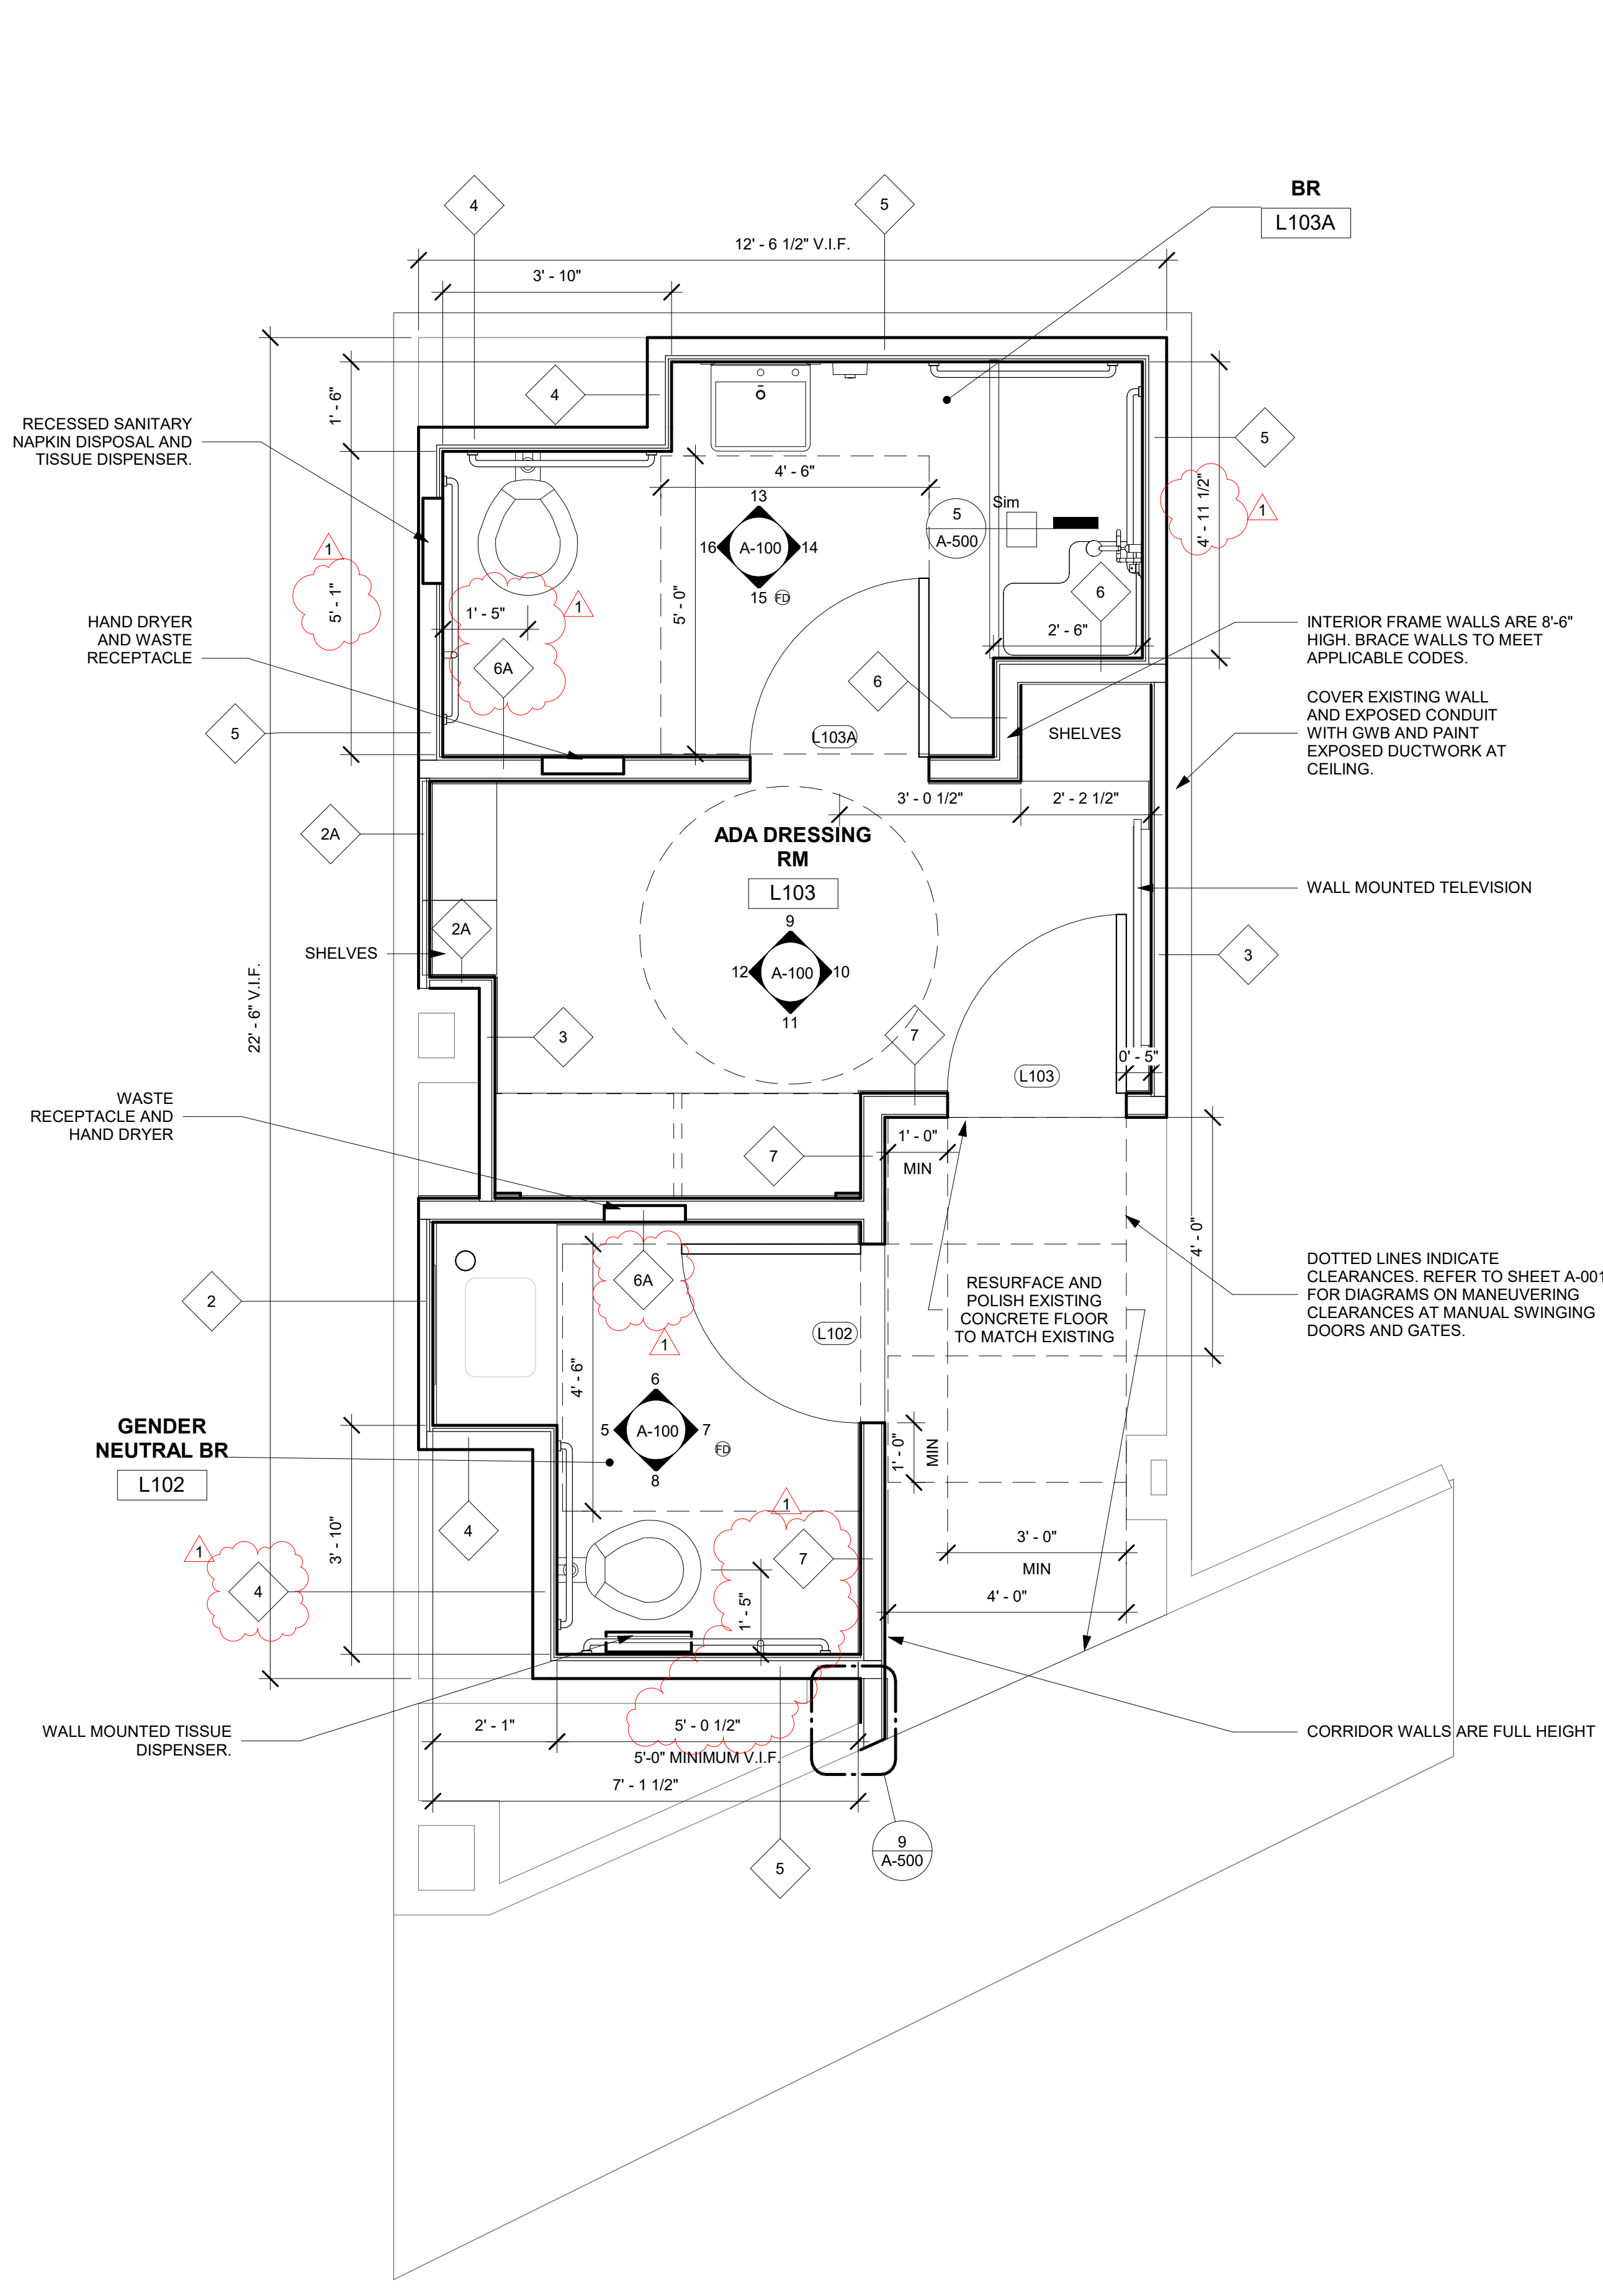 BR
L103A
4
5
12' - 6 1/2" V.I.F.
3' - 10"
1' - 6"
4
5
RECESSED SANITARY
NAPKIN DISPOSAL AND
TISSUE DISPENSER.
4' - 6"
13
16
A-100
14
15
FD
Sim
5
A-500
4' - 11 1/2"
1
1
5' - 1"
1' - 5"
1
5' - 0"
6
2' - 6"
HAND DRYER
AND WASTE
RECEPTACLE
6A
6
INTERIOR FRAME WALLS ARE 8'-6"
HIGH. BRACE WALLS TO MEET
APPLICABLE CODES.
5
L103A
SHELVES
COVER EXISTING WALL
AND EXPOSED CONDUIT
WITH GWB AND PAINT
EXPOSED DUCTWORK AT
CEILING.
3' - 0 1/2"
2' - 2 1/2"
2A
ADA DRESSING
RM
L103
WALL MOUNTED TELEVISION
2A
SHELVES
9
12
A-100
10
11
3
22' - 6" V.I.F.
3
7
0' - 5"
L103
WASTE
RECEPTACLE AND
HAND DRYER
7
1' - 0"
MIN
4' - 0"
2
6A
1
L102
RESURFACE AND
POLISH EXISTING
CONCRETE FLOOR
TO MATCH EXISTING
DOTTED LINES INDICATE
CLEARANCES. REFER TO SHEET A-001
FOR DIAGRAMS ON MANEUVERING
CLEARANCES AT MANUAL SWINGING
DOORS AND GATES.
4' - 6"
6
5
A-100
7
8
FD
GENDER
NEUTRAL BR
L102
1' - 0"
MIN
4
3' - 10"
1
4
1
7
1' - 5"
3' - 0"
MIN
4' - 0"
WALL MOUNTED TISSUE
DISPENSER.
2' - 1"
5' - 0 1/2"
5'-0" MINIMUM V.I.F.
7' - 1 1/2"
CORRIDOR WALLS ARE FULL HEIGHT
9
A-500
5